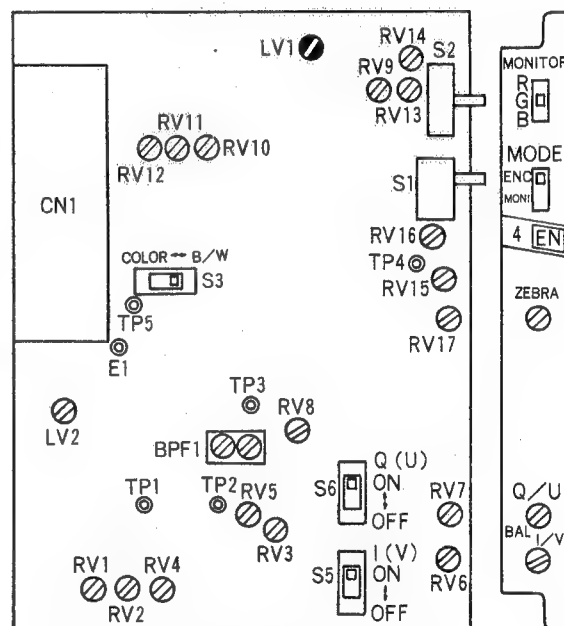 LV1
RV14
S2
RV9
RV13
MONITOR
R
G
B
RV11
RV12
RV10
MODE
ENC
MONI
CN1
S1
RV16
4 EN
COLOR ↔ B/W
S3
TP4
RV15
TP5
ZEBRA
RV17
E1
TP3
LV2
RV8
BPF1
Q (U)
S6
ON
↕
OFF
RV7
Q/U
TP1
TP2
RV5
RV3
BAL
I/V
I (V)
S5
ON
↕
OFF
RV6
RV1
RV4
RV2